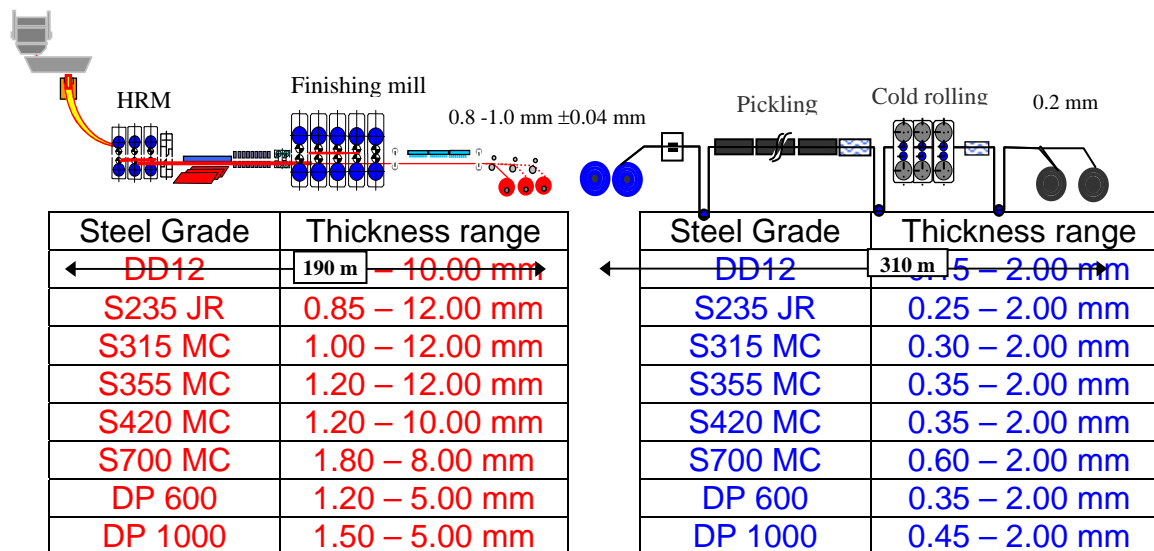 HRM
Finishing mill
0.8 -1.0 mm ±0.04 mm
Pickling
Cold rolling
0.2 mm
Steel Grade Thickness range
DD12 – 10.00 mm
190 m
S235 JR 0.85 – 12.00 mm
S315 MC 1.00 – 12.00 mm
S355 MC 1.20 – 12.00 mm
S420 MC 1.20 – 10.00 mm
S700 MC 1.80 – 8.00 mm
DP 600 1.20 – 5.00 mm
DP 1000 1.50 – 5.00 mm
Steel Grade Thickness range
DD12 – 2.00 mm
310 m
S235 JR 0.25 – 2.00 mm
S315 MC 0.30 – 2.00 mm
S355 MC 0.35 – 2.00 mm
S420 MC 0.35 – 2.00 mm
S700 MC 0.60 – 2.00 mm
DP 600 0.35 – 2.00 mm
DP 1000 0.45 – 2.00 mm